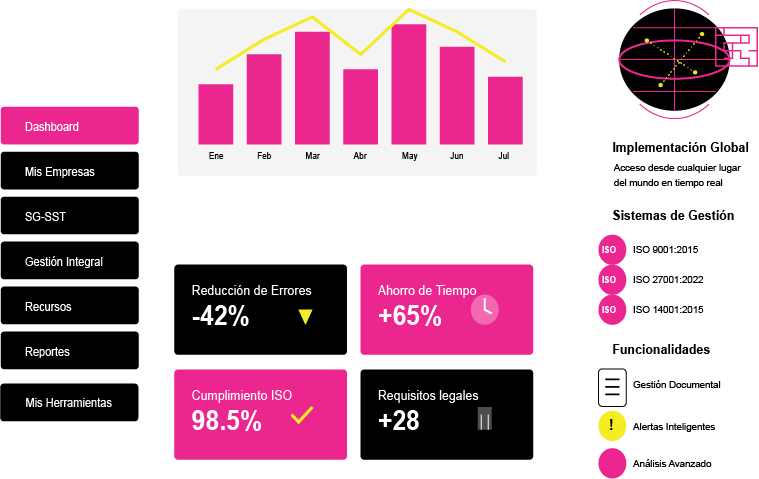 Dashboard
Mis Empresas
SG-SST
Gestión Integral
Recursos
Reportes
Mis Herramientas
Ene Feb Mar Abr May Jun Jul
Reducción de Errores
-42%
Ahorro de Tiempo
+65%
Cumplimiento ISO
98.5%
Requisitos legales
+28
Implementación Global
Acceso desde cualquier lugar
del mundo en tiempo real
Sistemas de Gestión
ISO ISO 9001:2015
ISO ISO 27001:2022
ISO ISO 14001:2015
Funcionalidades
Gestión Documental
! Alertas Inteligentes
Análisis Avanzado